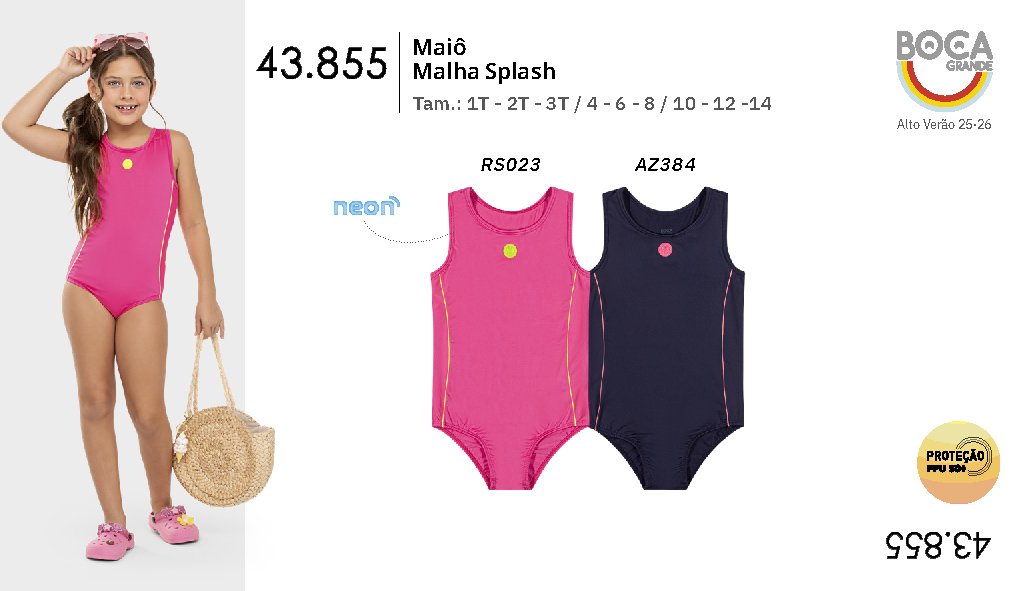 43.855
Maiô
Malha Splash
Tam.: 1T - 2T - 3T / 4 - 6 - 8 / 10 - 12 -14
BOCA
GRANDE
Alto Verão 25-26
RS023
AZ384
neon
BOCA
PROTEÇÃO
FPU 50+
43.855